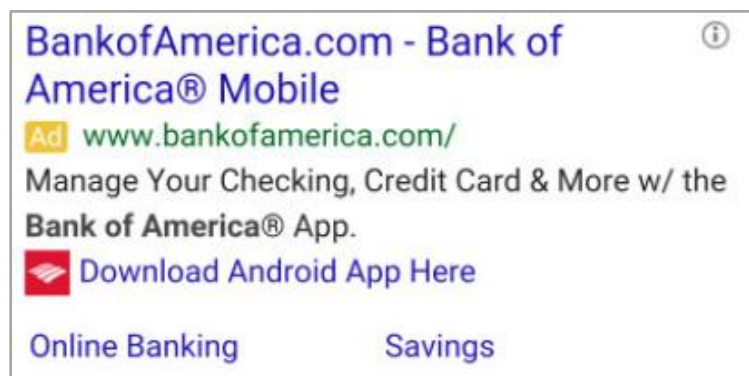 BankofAmerica.com - Bank of
America® Mobile
Ad www.bankofamerica.com/
Manage Your Checking, Credit Card & More w/ the
Bank of America® App.
Download Android App Here
Online Banking Savings